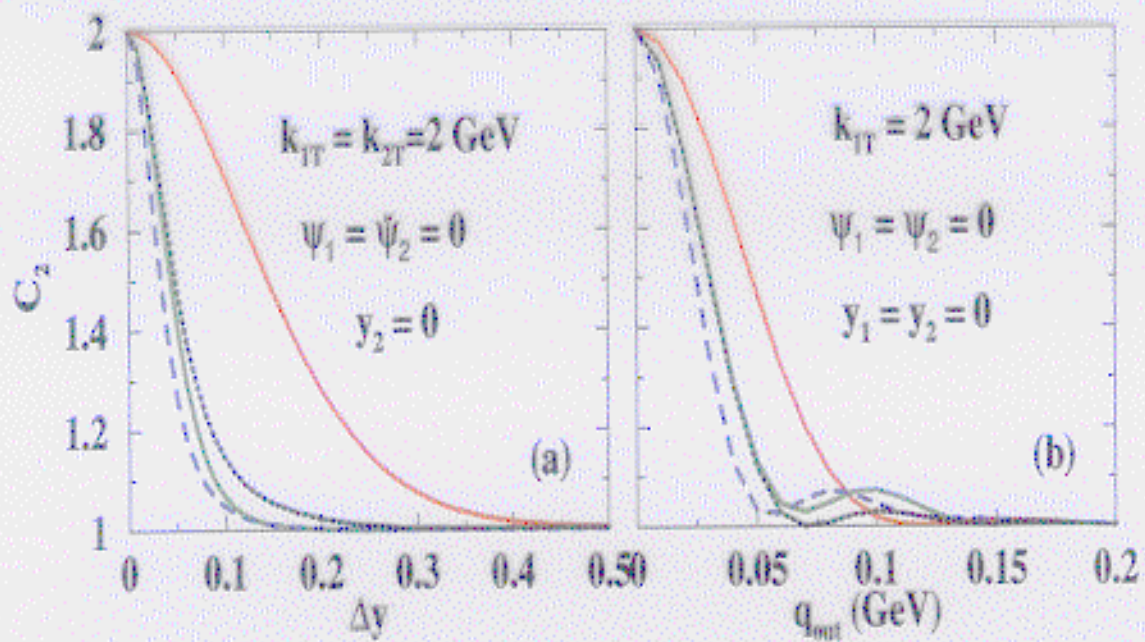 2
1.8
1.6
1.4
1.2
1
C₂
k₁T = k₂T=2 GeV
ψ₁ = ψ₂ = 0
y₂ = 0
(a)
0 0.1 0.2 0.3 0.4 0.5
Δy
k₁T = 2 GeV
ψ₁ = ψ₂ = 0
y₁ = y₂ = 0
(b)
0 0.05 0.1 0.15 0.2
q_out (GeV)